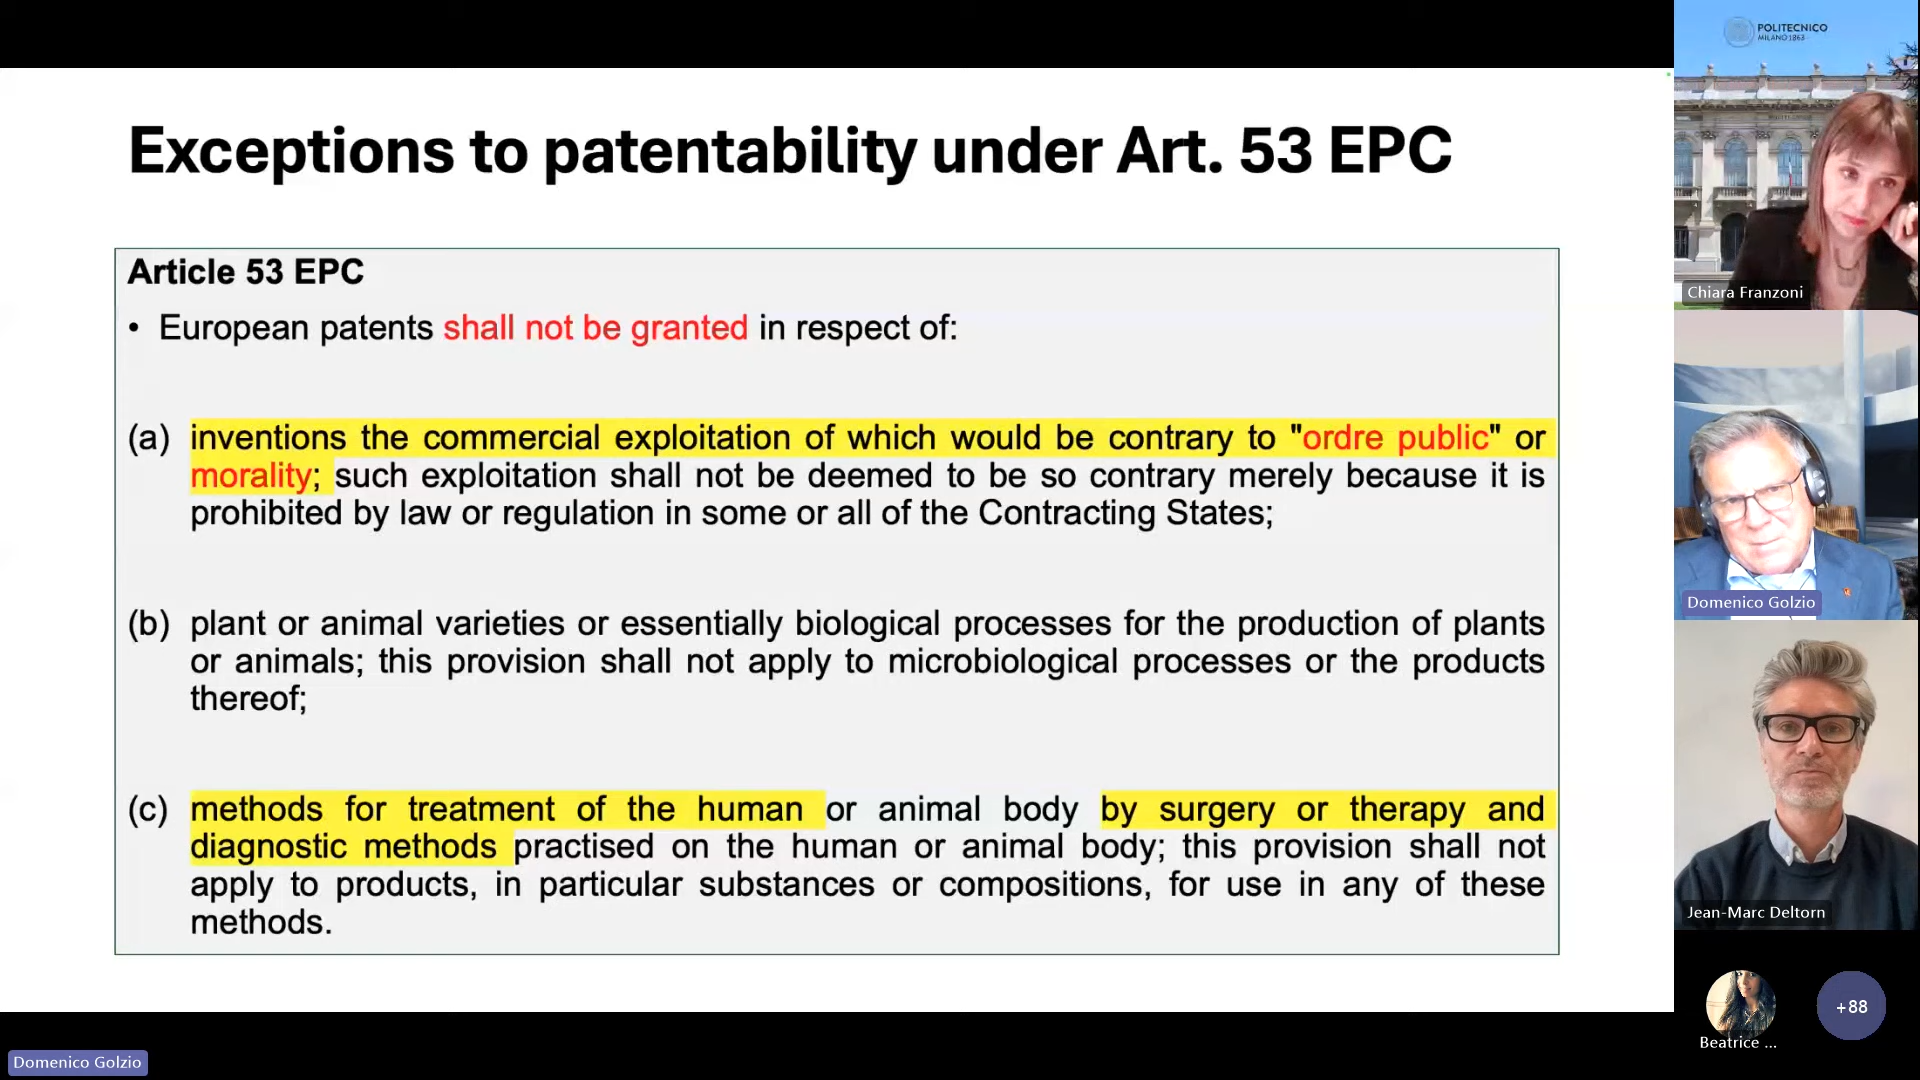 Exceptions to patentability under Art. 53 EPC
Article 53 EPC
• European patents shall not be granted in respect of:
(a) inventions the commercial exploitation of which would be contrary to "ordre public" or
morality; such exploitation shall not be deemed to be so contrary merely because it is
prohibited by law or regulation in some or all of the Contracting States;
(b) plant or animal varieties or essentially biological processes for the production of plants
or animals; this provision shall not apply to microbiological processes or the products
thereof;
(c) methods for treatment of the human or animal body by surgery or therapy and
diagnostic methods practised on the human or animal body; this provision shall not
apply to products, in particular substances or compositions, for use in any of these
methods.
Domenico Golzio
POLITECNICO
MILANO 1863
Chiara Franzoni
Domenico Golzio
Jean-Marc Deltorn
Beatrice ...
+88